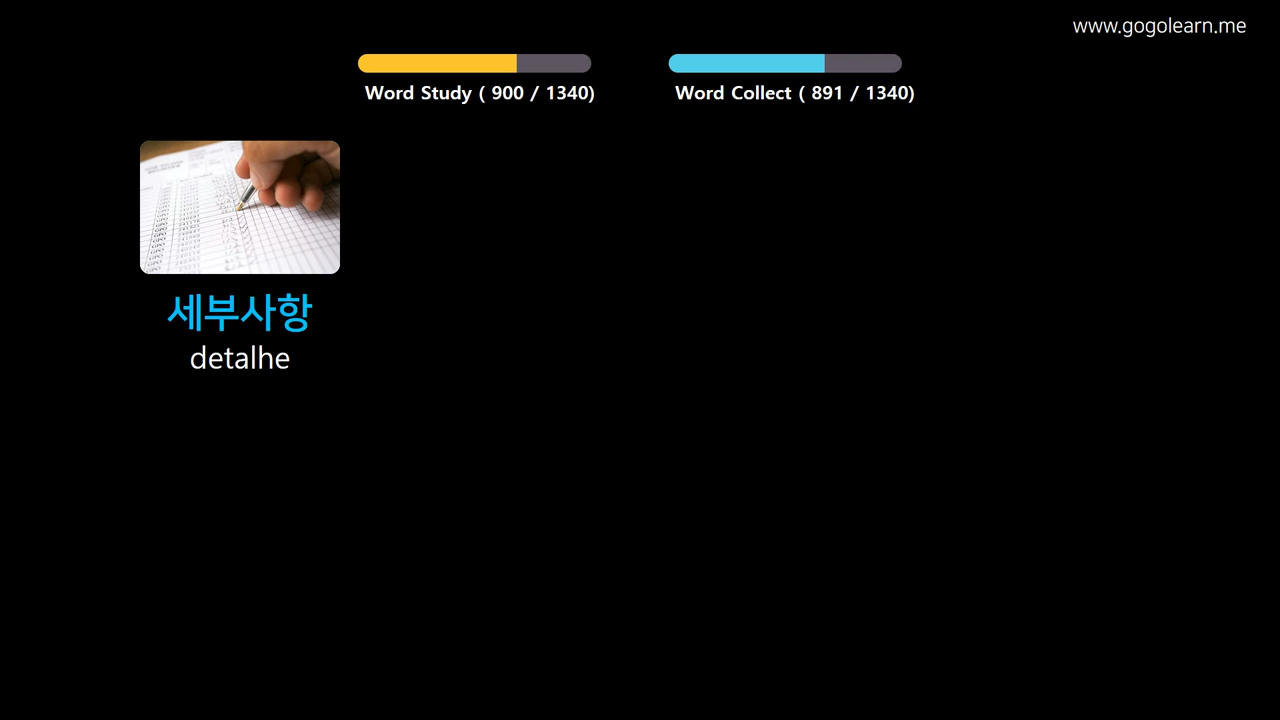 www.gogolearn.me
Word Study ( 900 / 1340)
Word Collect ( 891 / 1340)
세부사항
detalhe